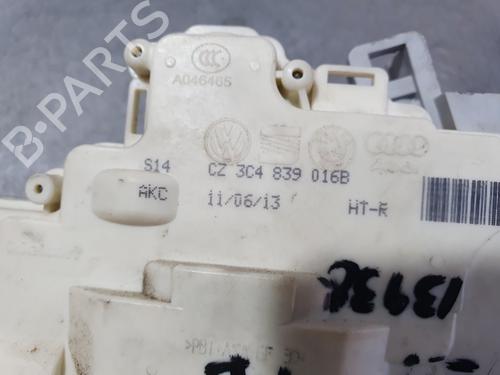 A046465
S14 CZ 3C4 839 016B
AKC 11/06/13 HT-R
13938
B-PARTS